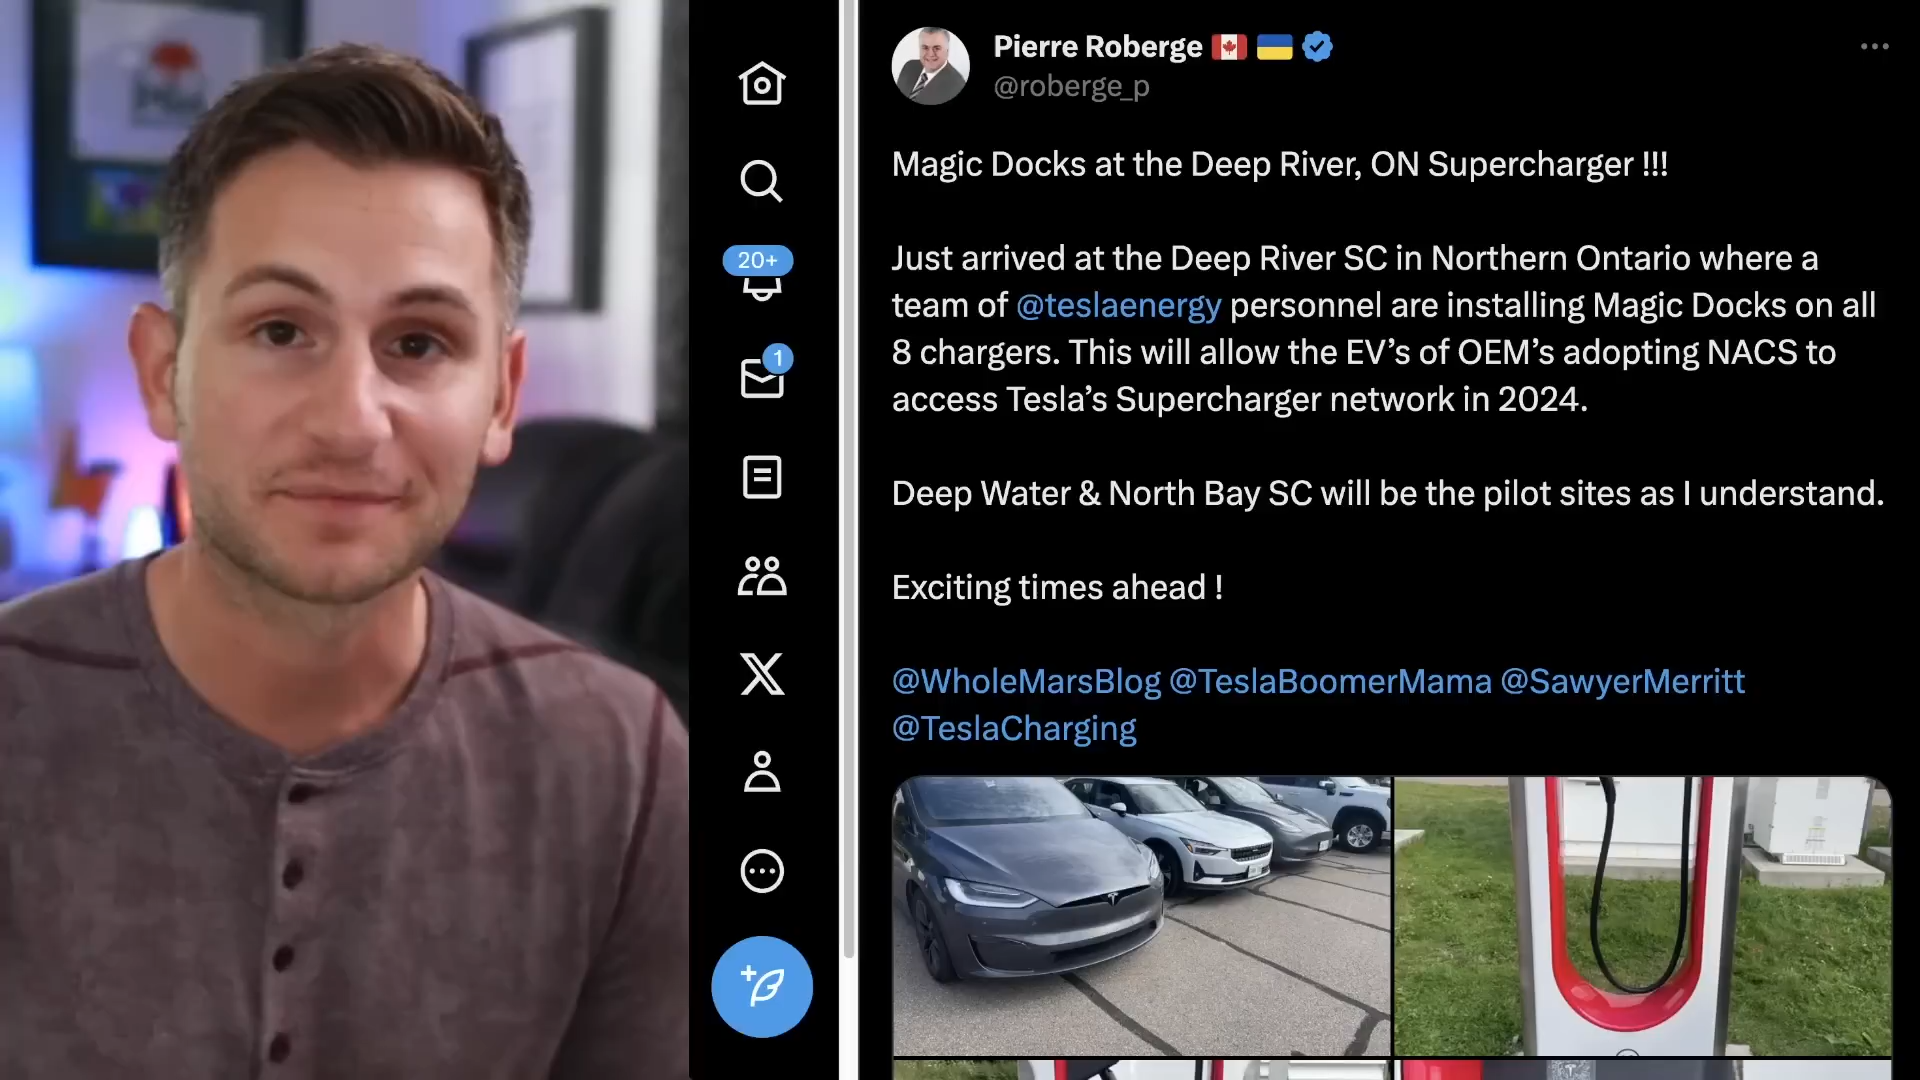 Pierre Roberge
@roberge_p
Magic Docks at the Deep River, ON Supercharger !!!
Just arrived at the Deep River SC in Northern Ontario where a
team of @teslaenergy personnel are installing Magic Docks on all
8 chargers. This will allow the EV’s of OEM’s adopting NACS to
access Tesla’s Supercharger network in 2024.
Deep Water & North Bay SC will be the pilot sites as I understand.
Exciting times ahead !
@WholeMarsBlog @TeslaBoomerMama @SawyerMerritt
@TeslaCharging
20+
1